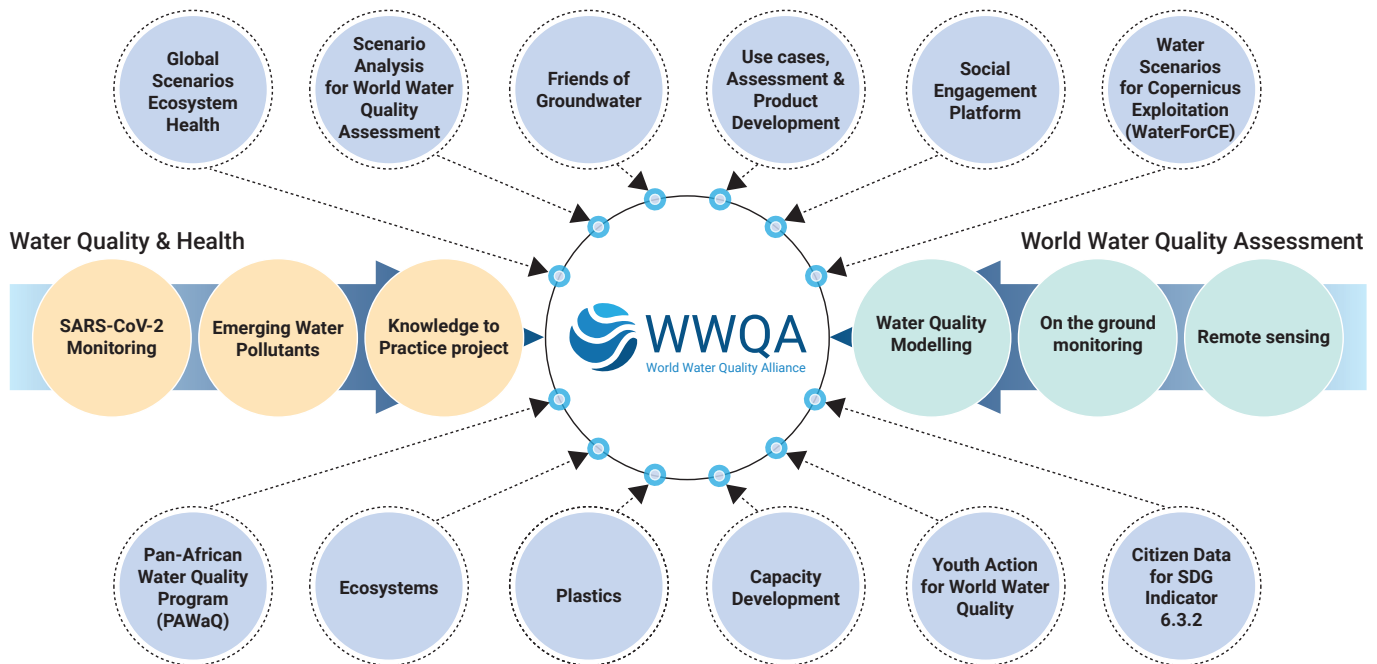 Global
Scenarios
Ecosystem
Health
Scenario
Analysis
for World Water
Quality
Assessment
Friends of
Groundwater
Use cases,
Assessment &
Product
Development
Social
Engagement
Platform
Water
Scenarios
for Copernicus
Exploitation
(WaterForCE)
Water Quality & Health
World Water Quality Assessment
SARS-CoV-2
Monitoring
Emerging Water
Pollutants
Knowledge to
Practice project
WWQA
World Water Quality Alliance
Water Quality
Modelling
On the ground
monitoring
Remote sensing
Pan-African
Water Quality
Program
(PAWaQ)
Ecosystems
Plastics
Capacity
Development
Youth Action
for World Water
Quality
Citizen Data
for SDG
Indicator
6.3.2